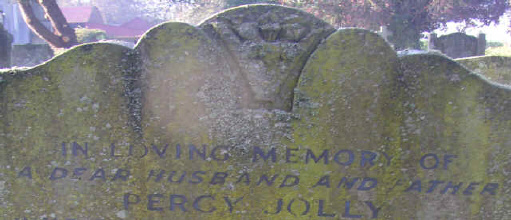 IN LOVING MEMORY OF
A DEAR HUSBAND AND FATHER
PERCY JOLLY